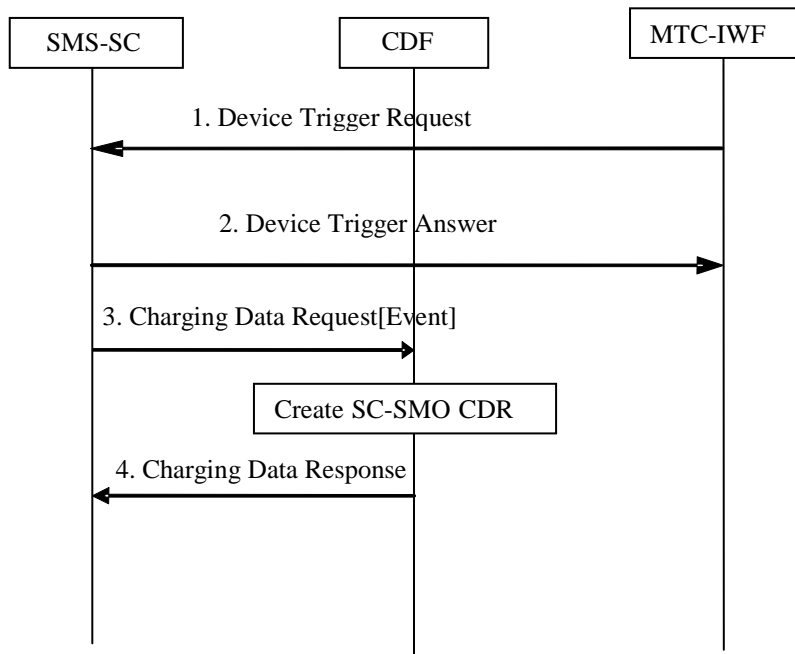 SMS-SC
CDF
MTC-IWF
1. Device Trigger Request
2. Device Trigger Answer
3. Charging Data Request[Event]
Create SC-SMO CDR
4. Charging Data Response